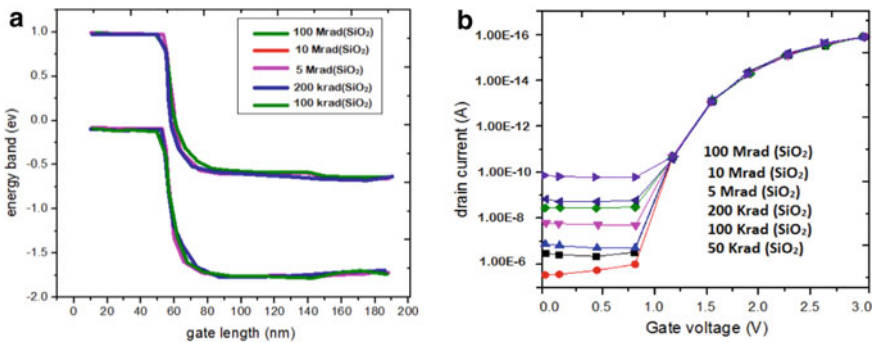 a
energy band (ev)
1.0
0.5
0.0
-0.5
-1.0
-1.5
-2.0
100 Mrad(SiO₂)
10 Mrad(SiO₂)
5 Mrad(SiO₂)
200 krad(SiO₂)
100 krad(SiO₂)
0 20 40 60 80 100 120 140 160 180 200
gate length (nm)
b
drain current (A)
1.00E-16
1.00E-14
1.00E-12
1.00E-10
1.00E-8
1.00E-6
100 Mrad (SiO₂)
10 Mrad (SiO₂)
5 Mrad (SiO₂)
200 Krad (SiO₂)
100 Krad (SiO₂)
50 Krad (SiO₂)
0.0 0.5 1.0 1.5 2.0 2.5 3.0
Gate voltage (V)